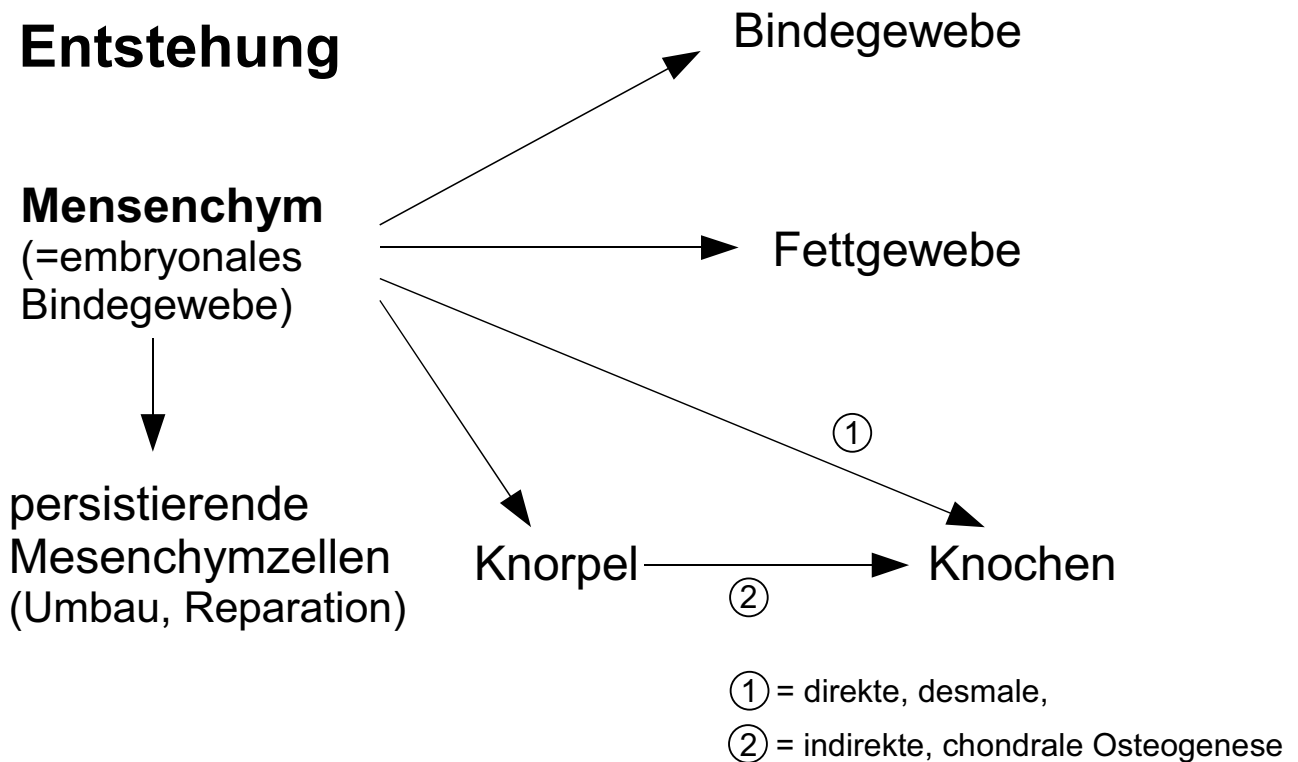 Entstehung
Bindegewebe
Mensenchym
(=embryonales
Bindegewebe)
Fettgewebe
①
persistierende
Mesenchymzellen
(Umbau, Reparation)
Knorpel
Knochen
②
① = direkte, desmale,
② = indirekte, chondrale Osteogenese